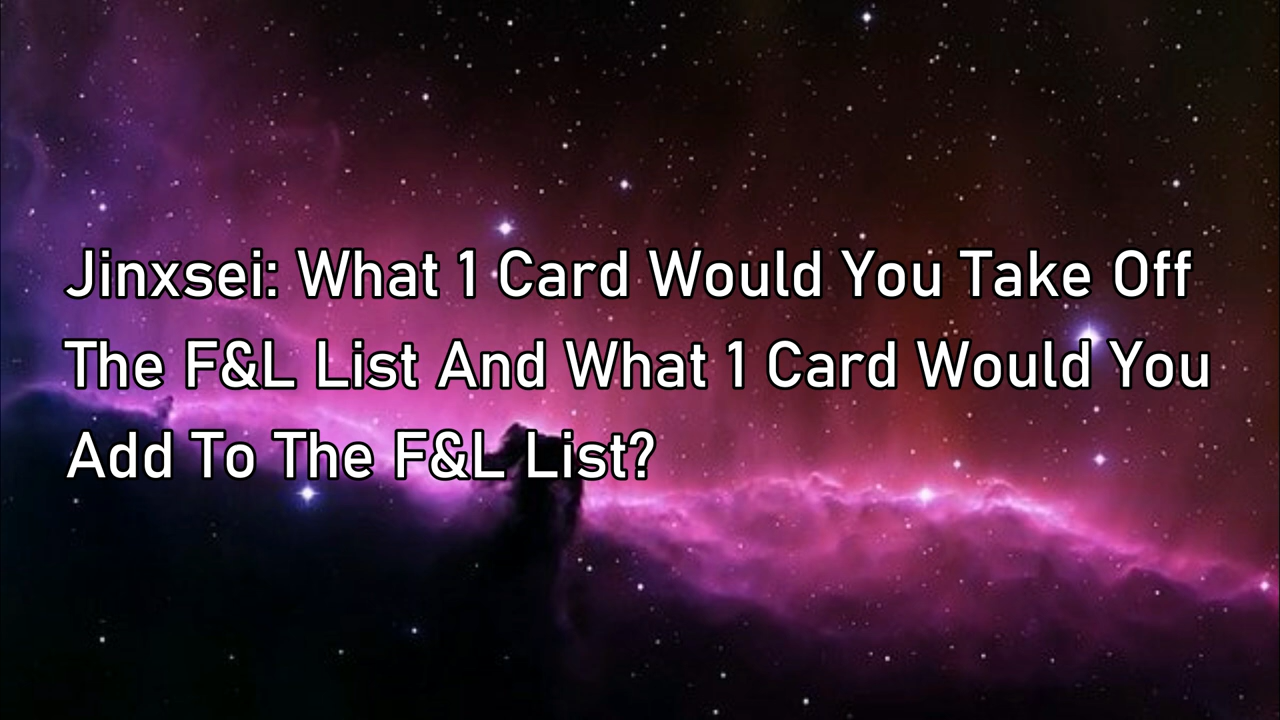 Jinxsei: What 1 Card Would You Take Off
The F&L List And What 1 Card Would You
Add To The F&L List?